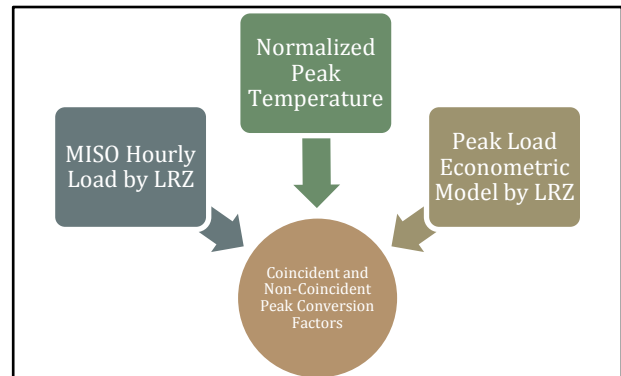 Normalized
Peak
Temperature
MISO Hourly
Load by LRZ
Peak Load
Econometric
Model by LRZ
Coincident and
Non-Coincident
Peak Conversion
Factors